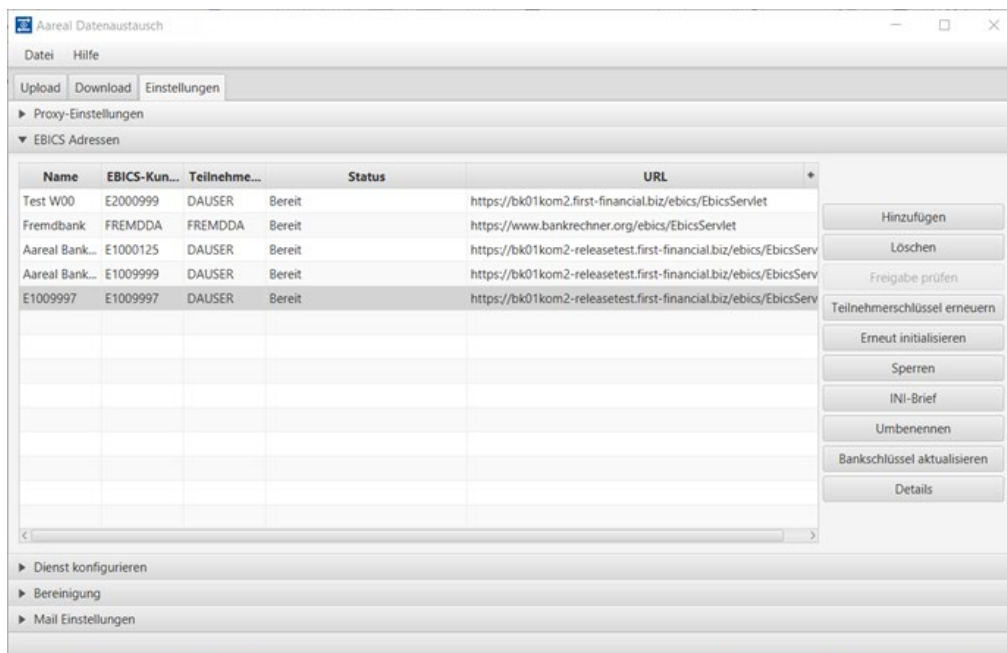 Aareal Datenaustausch
Datei Hilfe
Upload Download Einstellungen
Proxy-Einstellungen
EBICS Adressen
Name EBICS-Kun... Teilnehme... Status URL +
Test W00 E2000999 DAUSER Bereit https://bk01kom2.first-financial.biz/ebics/EbicsServlet
Fremdbank FREMDDA FREMDDA Bereit https://www.bankrechner.org/ebics/EbicsServlet
Aareal Bank... E1000125 DAUSER Bereit https://bk01kom2-releasetest.first-financial.biz/ebics/EbicsServ
Aareal Bank... E1009999 DAUSER Bereit https://bk01kom2-releasetest.first-financial.biz/ebics/EbicsServ
E1009997 E1009997 DAUSER Bereit https://bk01kom2-releasetest.first-financial.biz/ebics/EbicsServ
Hinzufügen
Löschen
Freigabe prüfen
Teilnehmerschlüssel erneuern
Erneut initialisieren
Sperren
INI-Brief
Umbenennen
Bankschlüssel aktualisieren
Details
Dienst konfigurieren
Bereinigung
Mail Einstellungen